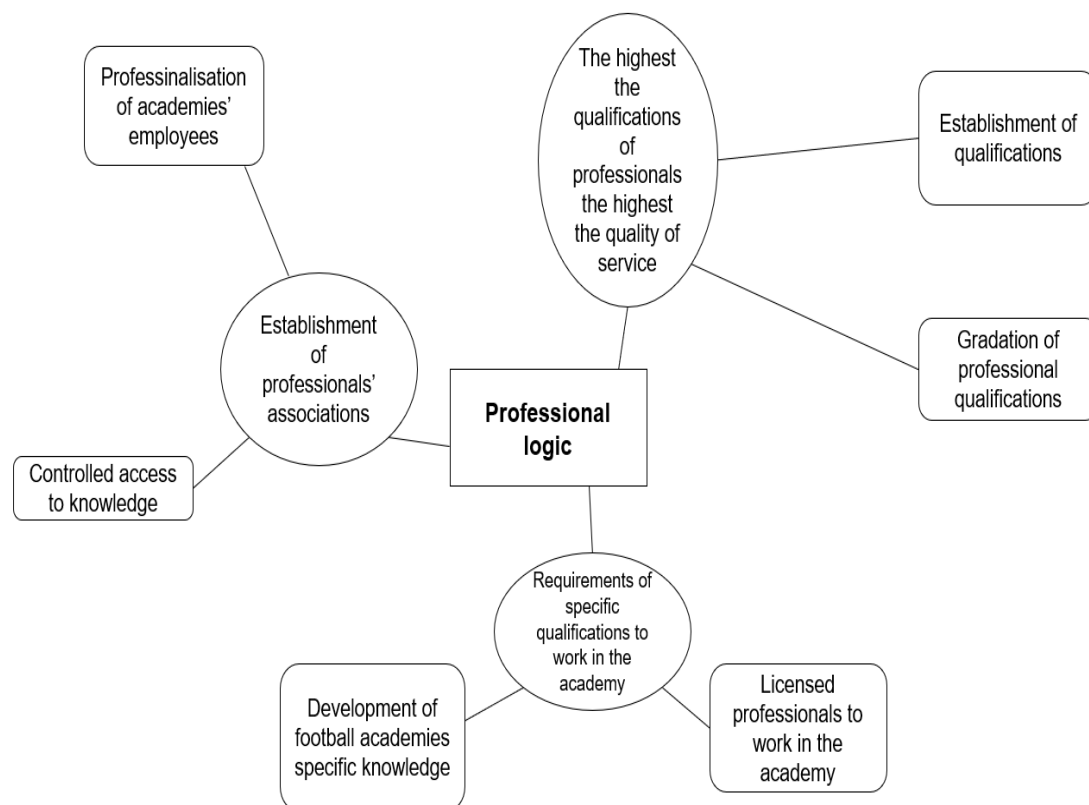 Professinalisation
of academies’
employees
The highest
the
qualifications
of
professionals
the highest
the quality of
service
Establishment of
qualifications
Establishment
of
professionals’
associations
Gradation of
professional
qualifications
Professional
logic
Controlled access
to knowledge
Requirements of
specific
qualifications to
work in the
academy
Development of
football academies
specific knowledge
Licensed
professionals to
work in the
academy